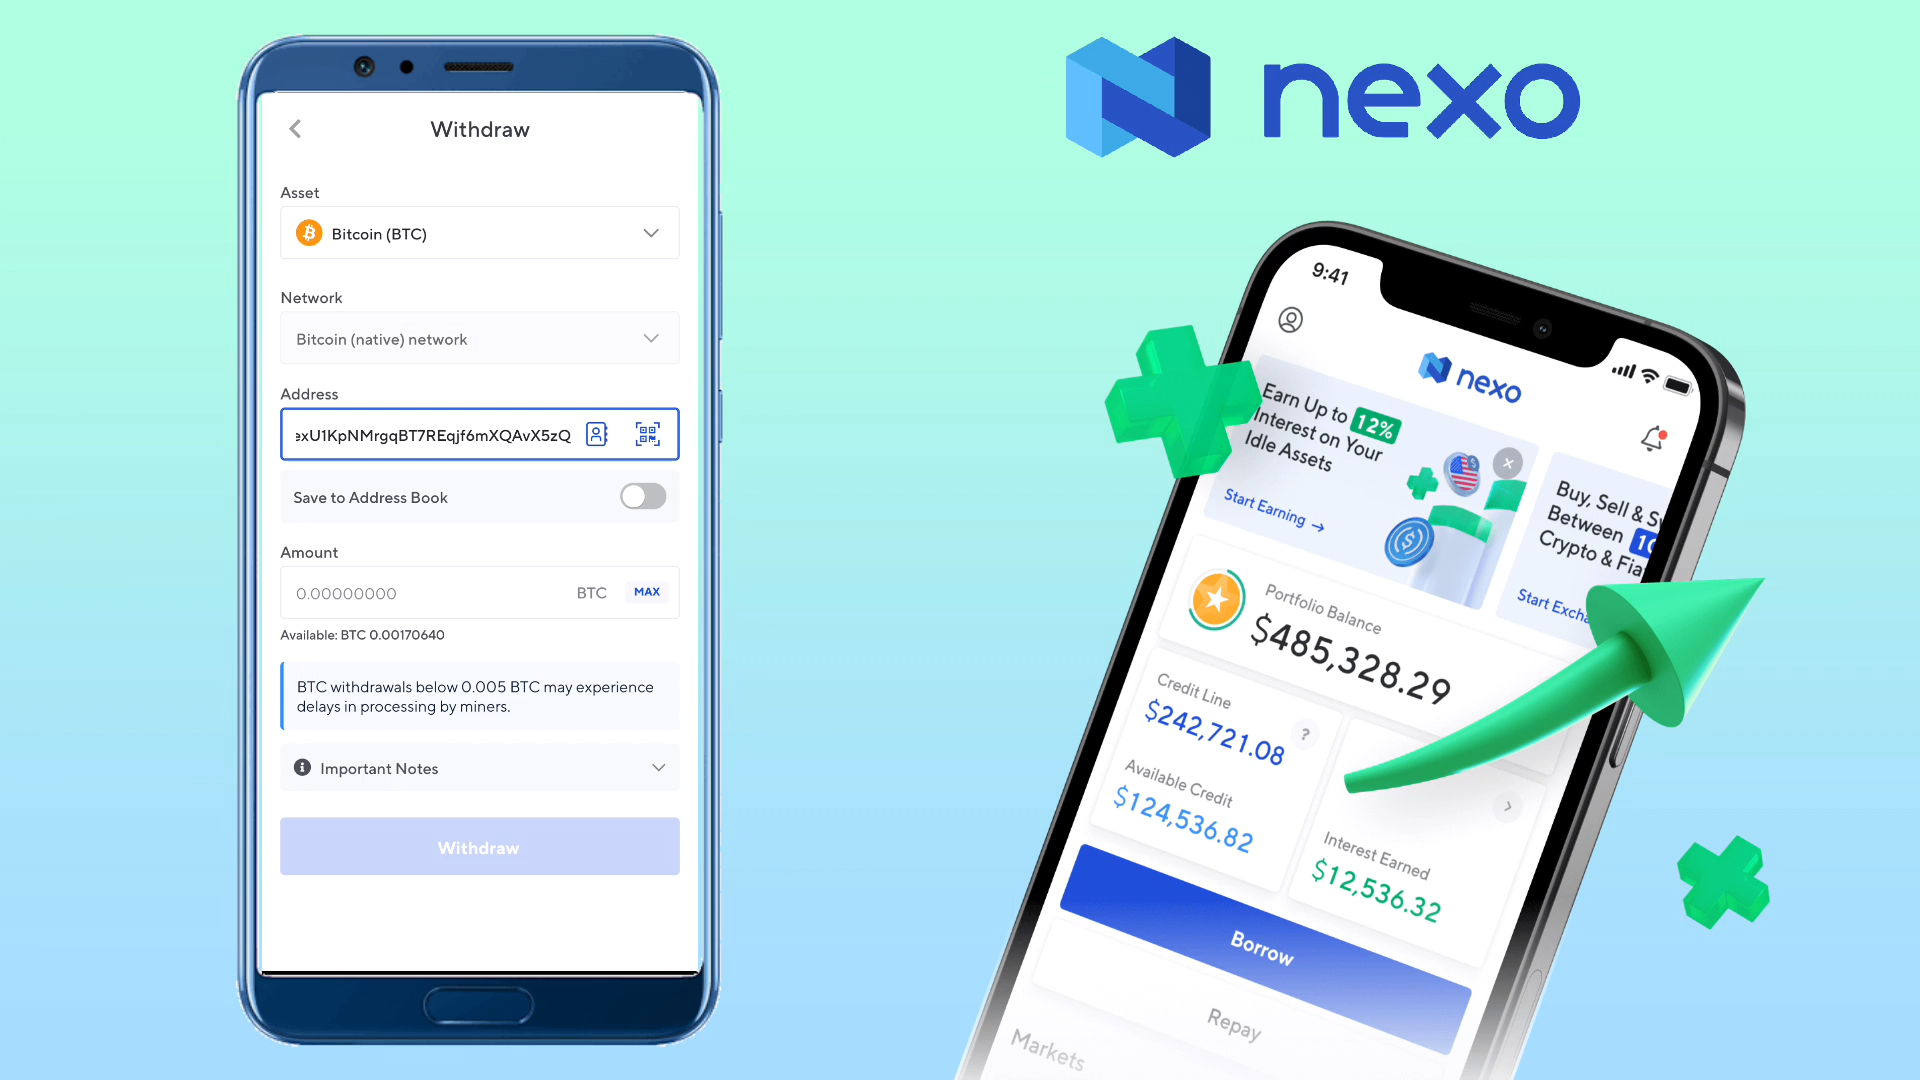 Withdraw
Asset
Bitcoin (BTC)
Network
Bitcoin (native) network
Address
exU1KpNMrgqBT7REqjf6mXQAvX5zQ
Save to Address Book
Amount
0.00000000 BTC MAX
Available: BTC 0.00170640
BTC withdrawals below 0.005 BTC may experience
delays in processing by miners.
Important Notes
Withdraw
nexo
9:41
nexo
Earn Up to 12%
Interest on Your
Idle Assets
Start Earning →
Buy, Sell & S
Between 10
Crypto & Fia
Start Excha
Portfolio Balance
$485,328.29
Credit Line
$242,721.08
?
Available Credit
$124,536.82
Interest Earned
$12,536.32
Borrow
Repay
Markets